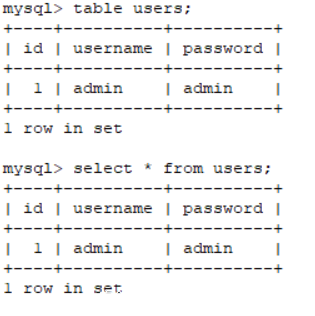 mysql> table users;
+----+----------+----------+
| id | username | password |
+----+----------+----------+
| 1 | admin | admin |
+----+----------+----------+
1 row in set
mysql> select * from users;
+----+----------+----------+
| id | username | password |
+----+----------+----------+
| 1 | admin | admin |
+----+----------+----------+
1 row in set